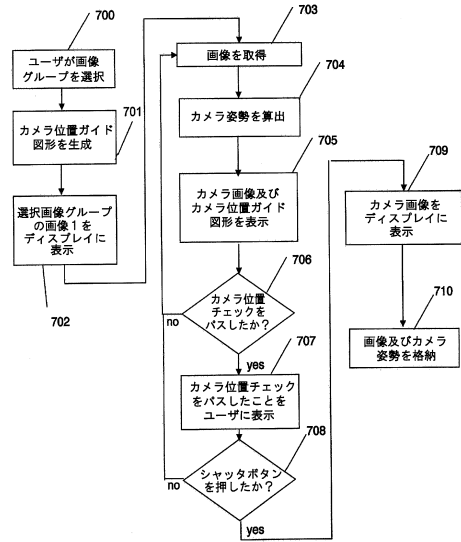 700
ユーザが画像
グループを選択
701
カメラ位置ガイド
図形を生成
選択画像グループ
の画像1を
ディスプレイに
表示
702
703
画像を取得
704
カメラ姿勢を算出
705
カメラ画像及び
カメラ位置ガイド
図形を表示
706
カメラ位置
チェックを
パスしたか?
no
yes
707
カメラ位置チェック
をパスしたことを
ユーザに表示
708
シャッタボタン
を押したか?
no
yes
709
カメラ画像を
ディスプレイに
表示
710
画像及びカメラ
姿勢を格納